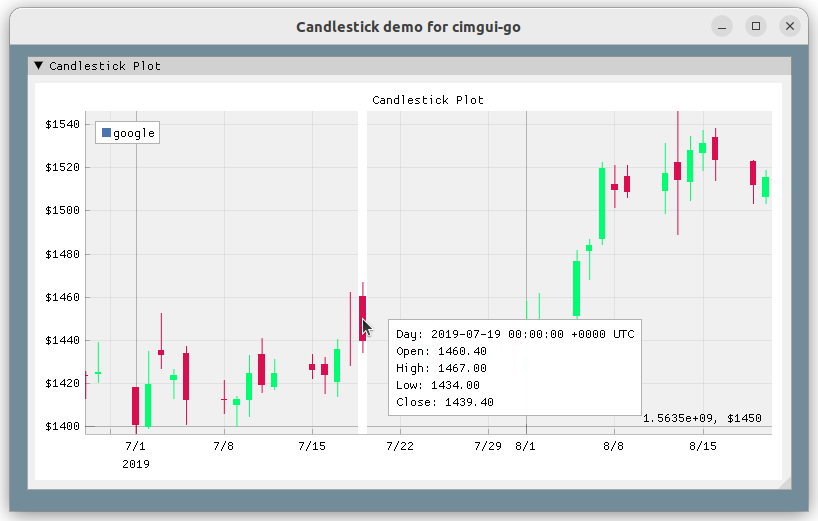 Candlestick demo for cimgui-go
▼ Candlestick Plot
Candlestick Plot
google
$1540
$1520
$1500
$1480
$1460
$1440
$1420
$1400
Day: 2019-07-19 00:00:00 +0000 UTC
Open: 1460.40
High: 1467.00
Low: 1434.00
Close: 1439.40
1.5635e+09, $1450
7/1 7/8 7/15 7/22 7/29 8/1 8/8 8/15
2019